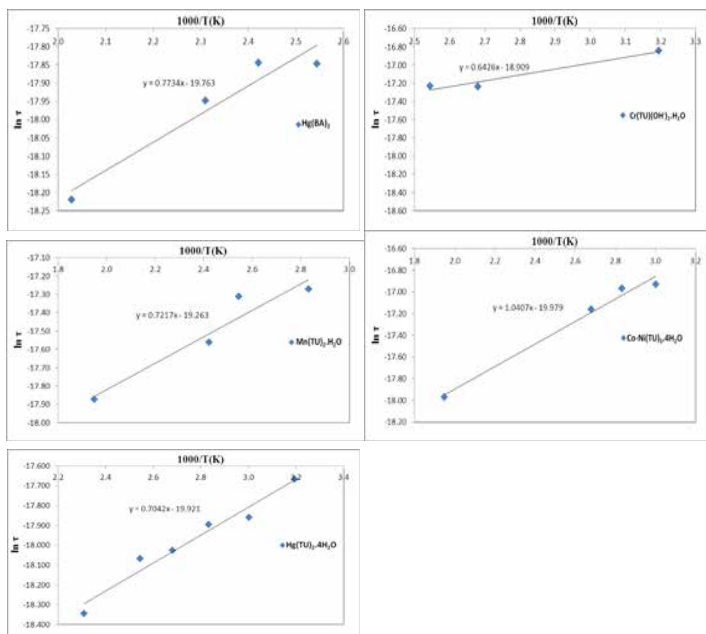 1000/T(K)
-17.75
2.0 2.1 2.2 2.3 2.4 2.5 2.6
-17.80
-17.85
-17.90
-17.95
-18.00
-18.05
-18.10
-18.15
-18.20
-18.25
ln τ
y = 0.7734x - 19.763
Hg(BA)₂
1000/T(K)
-16.60
2.5 2.6 2.7 2.8 2.9 3.0 3.1 3.2 3.3
-16.80
-17.00
-17.20
-17.40
-17.60
-17.80
-18.00
-18.20
-18.40
-18.60
ln τ
y = 0.6426x - 18.909
Cr(TU)(OH)₂.H₂O
1000/T(K)
-17.10
1.8 2.0 2.2 2.4 2.6 2.8 3.0
-17.20
-17.30
-17.40
-17.50
-17.60
-17.70
-17.80
-17.90
-18.00
ln τ
y = 0.7217x - 19.263
Mn(TU)₂.H₂O
1000/T(K)
-16.60
1.8 2.0 2.2 2.4 2.6 2.8 3.0 3.2
-16.80
-17.00
-17.20
-17.40
-17.60
-17.80
-18.00
-18.20
ln τ
y = 1.0407x - 19.979
Co-Ni(TU)₅.4H₂O
1000/T(K)
-17.600
2.2 2.4 2.6 2.8 3.0 3.2 3.4
-17.700
-17.800
-17.900
-18.000
-18.100
-18.200
-18.300
-18.400
ln τ
y = 0.7042x - 19.921
Hg(TU)₂.4H₂O